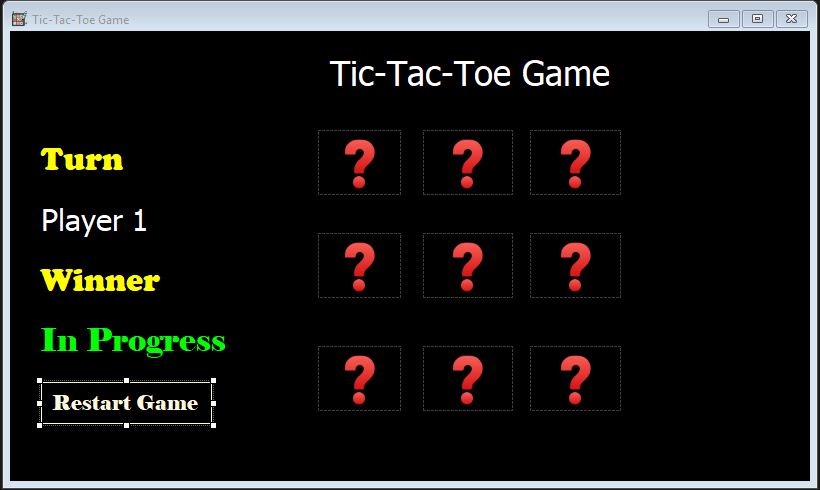 Tic-Tac-Toe Game
Tic-Tac-Toe Game
Turn
Player 1
Winner
In Progress
Restart Game
? ? ?
? ? ?
? ? ?